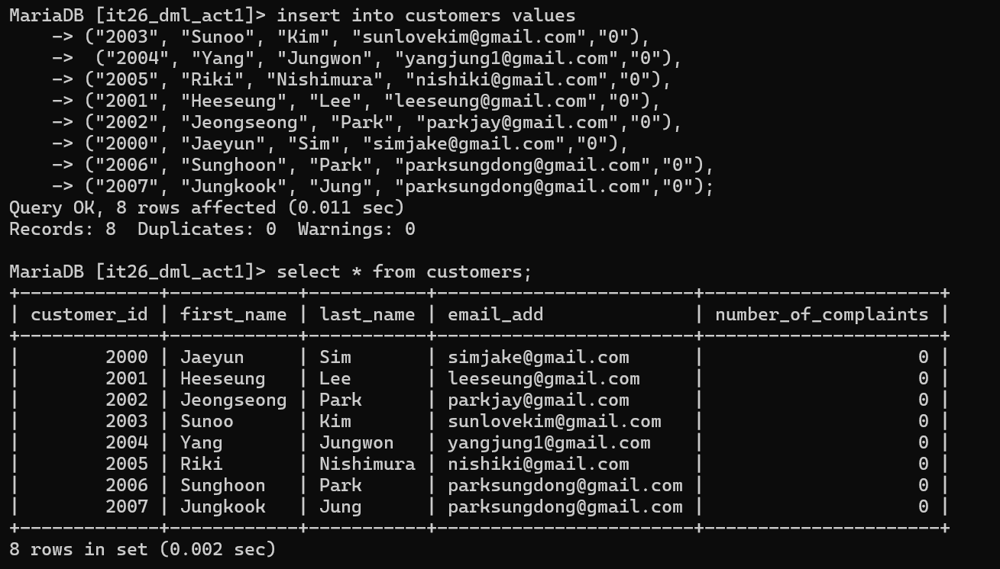 MariaDB [it26_dml_act1]> insert into customers values
    -> ("2003", "Sunoo", "Kim", "sunlovekim@gmail.com","0"),
    ->  ("2004", "Yang", "Jungwon", "yangjung1@gmail.com","0"),
    -> ("2005", "Riki", "Nishimura", "nishiki@gmail.com","0"),
    -> ("2001", "Heeseung", "Lee", "leeseung@gmail.com","0"),
    -> ("2002", "Jeongseong", "Park", "parkjay@gmail.com","0"),
    -> ("2000", "Jaeyun", "Sim", "simjake@gmail.com","0"),
    -> ("2006", "Sunghoon", "Park", "parksungdong@gmail.com","0"),
    -> ("2007", "Jungkook", "Jung", "parksungdong@gmail.com","0");
Query OK, 8 rows affected (0.011 sec)
Records: 8  Duplicates: 0  Warnings: 0

MariaDB [it26_dml_act1]> select * from customers;
+-------------+------------+-----------+------------------------+----------------------+
| customer_id | first_name | last_name | email_add              | number_of_complaints |
+-------------+------------+-----------+------------------------+----------------------+
|        2000 | Jaeyun     | Sim       | simjake@gmail.com      |                    0 |
|        2001 | Heeseung   | Lee       | leeseung@gmail.com     |                    0 |
|        2002 | Jeongseong | Park      | parkjay@gmail.com      |                    0 |
|        2003 | Sunoo      | Kim       | sunlovekim@gmail.com   |                    0 |
|        2004 | Yang       | Jungwon   | yangjung1@gmail.com    |                    0 |
|        2005 | Riki       | Nishimura | nishiki@gmail.com      |                    0 |
|        2006 | Sunghoon   | Park      | parksungdong@gmail.com |                    0 |
|        2007 | Jungkook   | Jung      | parksungdong@gmail.com |                    0 |
+-------------+------------+-----------+------------------------+----------------------+
8 rows in set (0.002 sec)